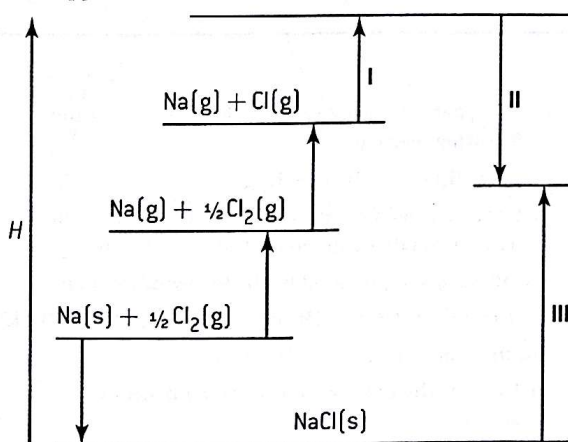 I
Na(g) + Cl(g)
II
Na(g) + ½Cl₂(g)
H
Na(s) + ½Cl₂(g)
III
NaCl(s)